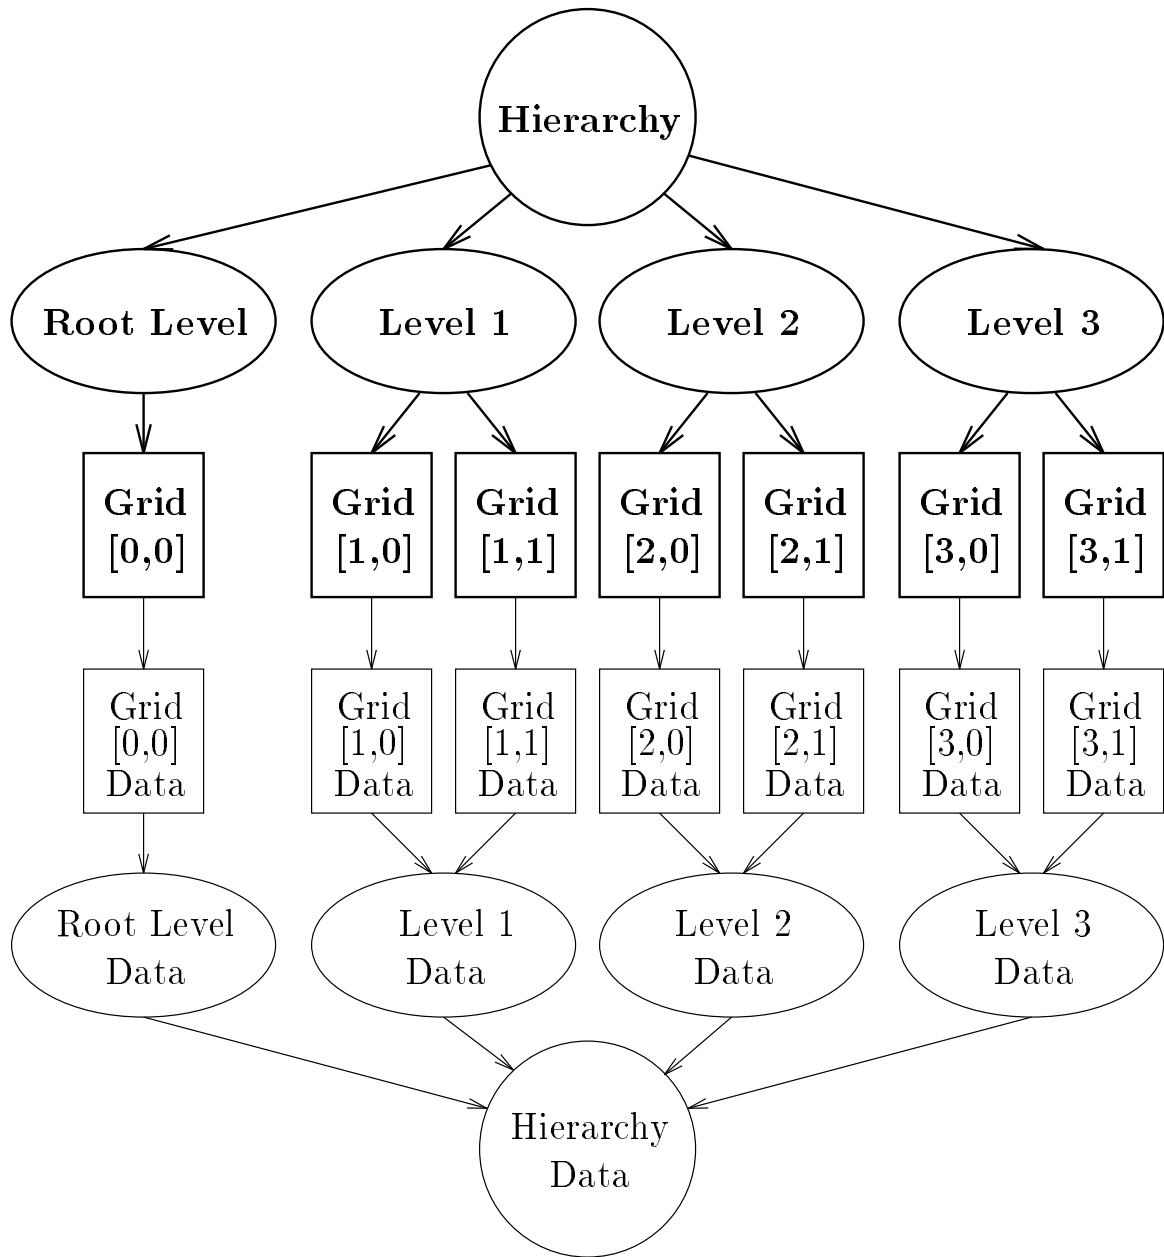 Hierarchy
Root Level
Level 1
Level 2
Level 3
Grid
[0,0]
Grid
[1,0]
Grid
[1,1]
Grid
[2,0]
Grid
[2,1]
Grid
[3,0]
Grid
[3,1]
Grid
[0,0]
Data
Grid
[1,0]
Data
Grid
[1,1]
Data
Grid
[2,0]
Data
Grid
[2,1]
Data
Grid
[3,0]
Data
Grid
[3,1]
Data
Root Level
Data
Level 1
Data
Level 2
Data
Level 3
Data
Hierarchy
Data